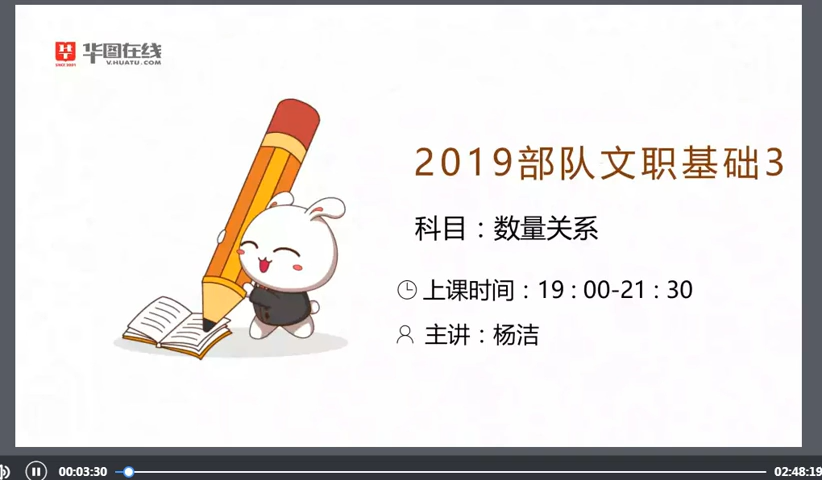 华图在线
SINCE 2001
V.HUATU.COM
2019部队文职基础3
科目：数量关系
上课时间：19：00-21：30
主讲：杨洁
00:03:30
02:48:19